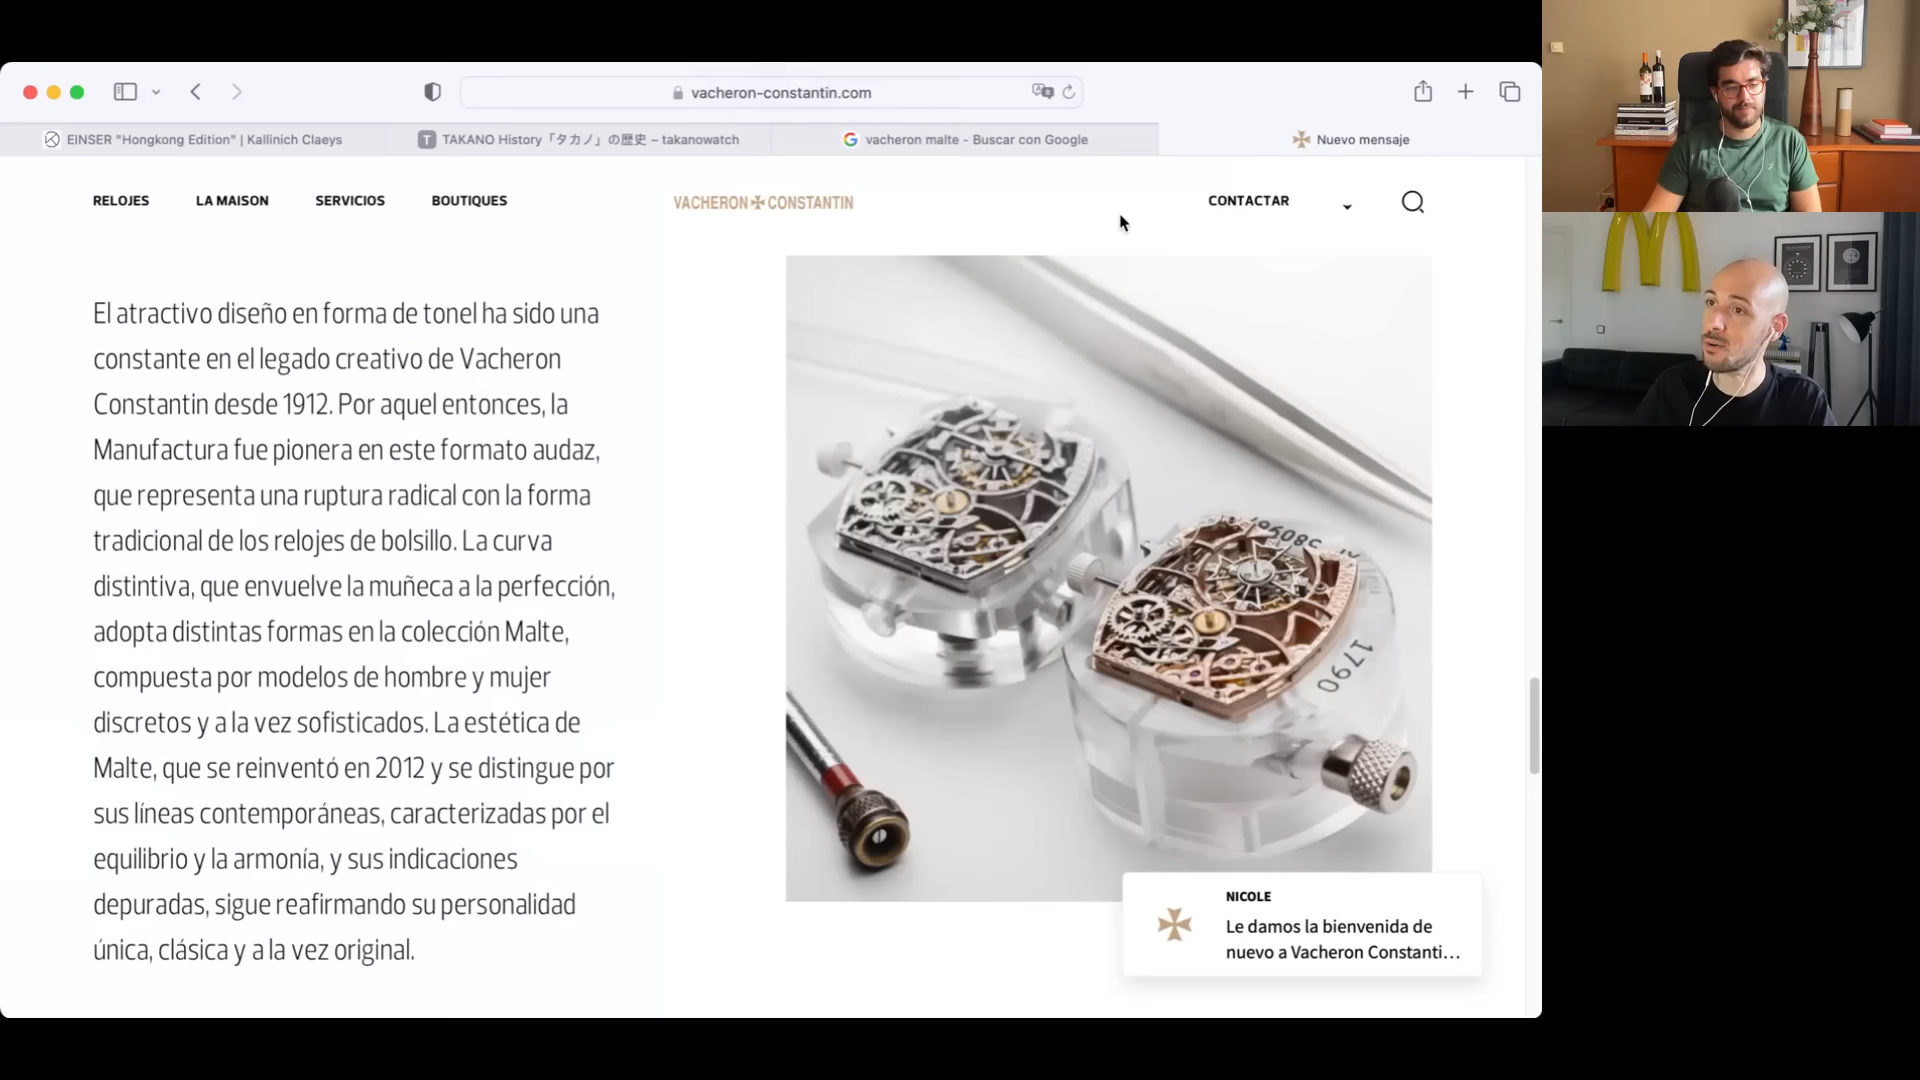 vacheron-constantin.com
EINSER "Hongkong Edition" | Kallinich Claeys
T
TAKANO History「タカノ」の歴史 – takanowatch
vacheron malte - Buscar con Google
Nuevo mensaje
RELOJES
LA MAISON
SERVICIOS
BOUTIQUES
VACHERON CONSTANTIN
CONTACTAR
El atractivo diseño en forma de tonel ha sido una
constante en el legado creativo de Vacheron
Constantin desde 1912. Por aquel entonces, la
Manufactura fue pionera en este formato audaz,
que representa una ruptura radical con la forma
tradicional de los relojes de bolsillo. La curva
distintiva, que envuelve la muñeca a la perfección,
adopta distintas formas en la colección Malte,
compuesta por modelos de hombre y mujer
discretos y a la vez sofisticados. La estética de
Malte, que se reinventó en 2012 y se distingue por
sus líneas contemporáneas, caracterizadas por el
equilibrio y la armonía, y sus indicaciones
depuradas, sigue reafirmando su personalidad
única, clásica y a la vez original.
1790
NICOLE
Le damos la bienvenida de
nuevo a Vacheron Constanti…